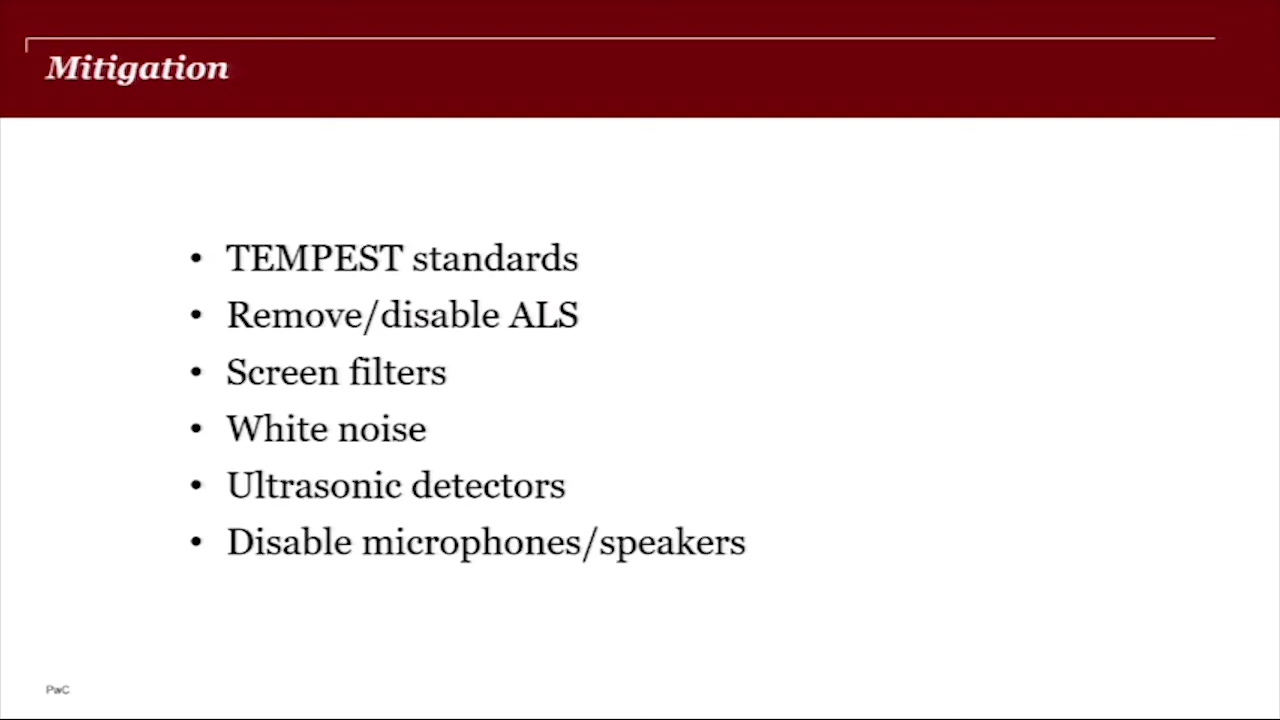 Mitigation
• TEMPEST standards
• Remove/disable ALS
• Screen filters
• White noise
• Ultrasonic detectors
• Disable microphones/speakers
PwC